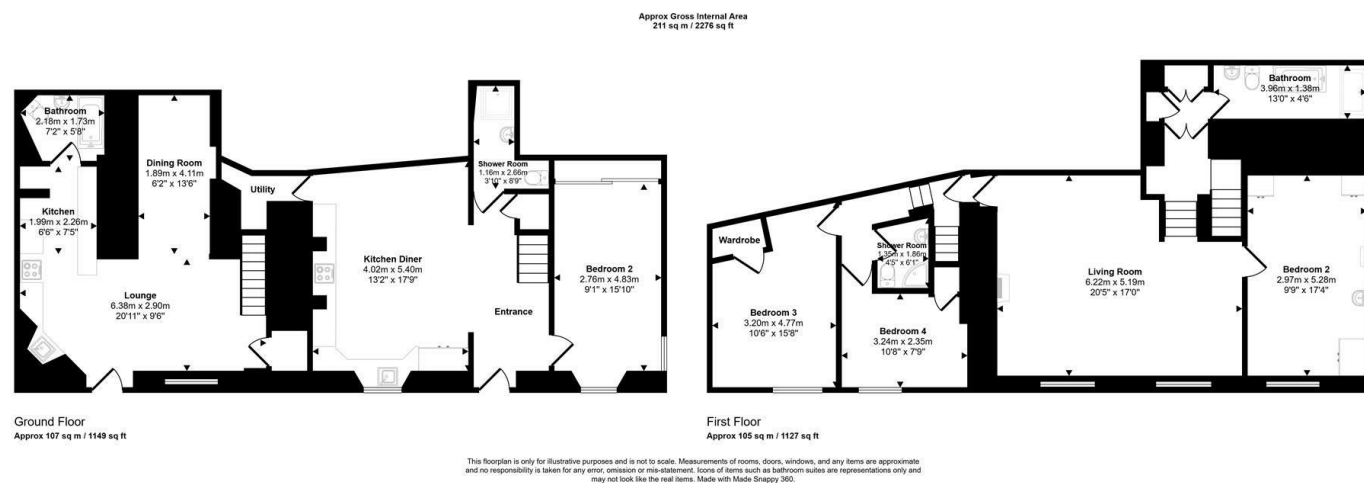 Approx Gross Internal Area
211 sq m / 2276 sq ft
Bathroom
2.18m x 1.73m
7'2" x 5'8"
Dining Room
1.89m x 4.11m
6'2" x 13'6"
Kitchen
1.99m x 2.26m
6'6" x 7'5"
Lounge
6.38m x 2.90m
20'11" x 9'6"
Utility
Kitchen Diner
4.02m x 5.40m
13'2" x 17'9"
Shower Room
1.16m x 2.66m
3'10" x 8'9"
Entrance
Bedroom 2
2.76m x 4.83m
9'1" x 15'10"
Ground Floor
Approx 107 sq m / 1149 sq ft
Bathroom
3.96m x 1.38m
13'0" x 4'6"
Wardrobe
Shower Room
1.35m x 1.86m
4'5" x 6'1"
Bedroom 3
3.20m x 4.77m
10'6" x 15'8"
Bedroom 4
3.24m x 2.35m
10'8" x 7'9"
Living Room
6.22m x 5.19m
20'5" x 17'0"
Bedroom 2
2.97m x 5.28m
9'9" x 17'4"
First Floor
Approx 105 sq m / 1127 sq ft
This floorplan is only for illustrative purposes and is not to scale. Measurements of rooms, doors, windows, and any items are approximate
and no responsibility is taken for any error, omission or mis-statement. Icons of items such as bathroom suites are representations only and
may not look like the real items. Made with Made Snappy 360.